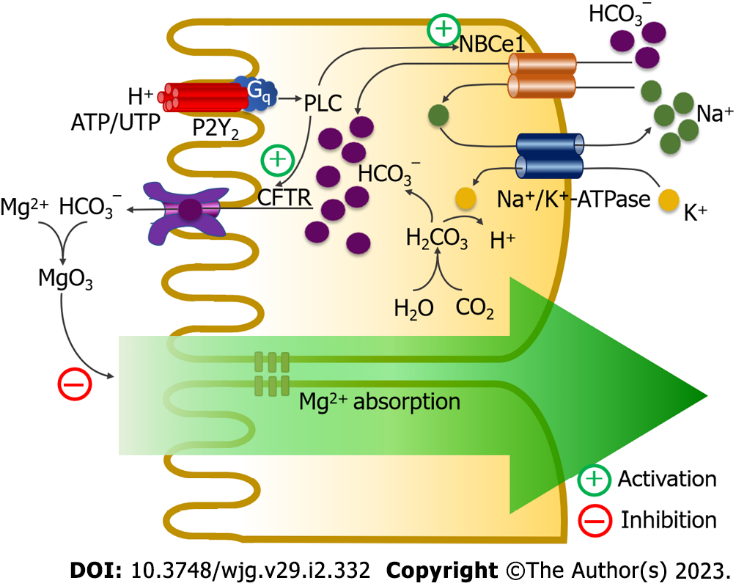 HCO₃⁻
NBCe1
H⁺
ATP/UTP
Gq
P2Y₂
PLC
Na⁺
HCO₃⁻
CFTR
Na⁺/K⁺-ATPase
K⁺
Mg²⁺ HCO₃⁻
H₂CO₃
H⁺
MgO₃
H₂O
CO₂
Mg²⁺ absorption
Activation
Inhibition
DOI: 10.3748/wjg.v29.i2.332 Copyright ©The Author(s) 2023.